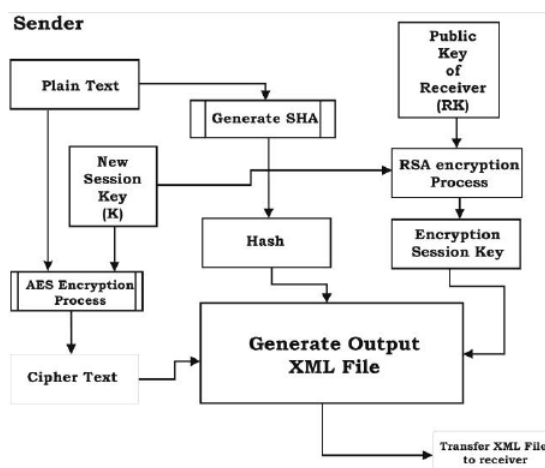 Sender
Plain Text
Generate SHA
Public
Key
of
Receiver
(RK)
New
Session
Key
(K)
RSA encryption
Process
Hash
Encryption
Session Key
AES Encryption
Process
Generate Output
XML File
Cipher Text
Transfer XML File
to receiver